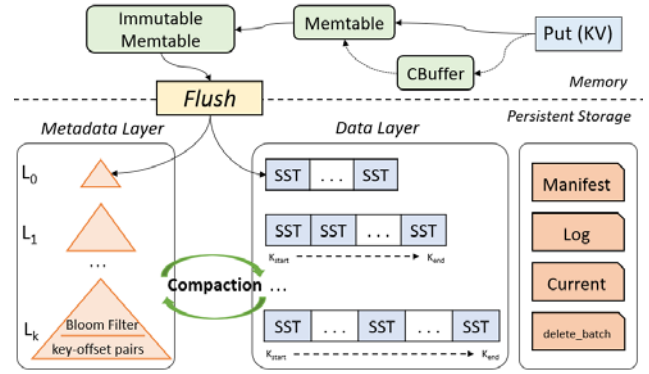 Immutable
Memtable
Memtable
Put (KV)
CBuffer
Memory
Flush
Persistent Storage
Metadata Layer
Data Layer
L0
SST ... SST
Manifest
L1
SST SST ... SST
Log
Kstart Kend
...
Compaction
...
Current
Lk
Bloom Filter
key-offset pairs
SST ... SST ... SST
delete_batch
Kstart Kend